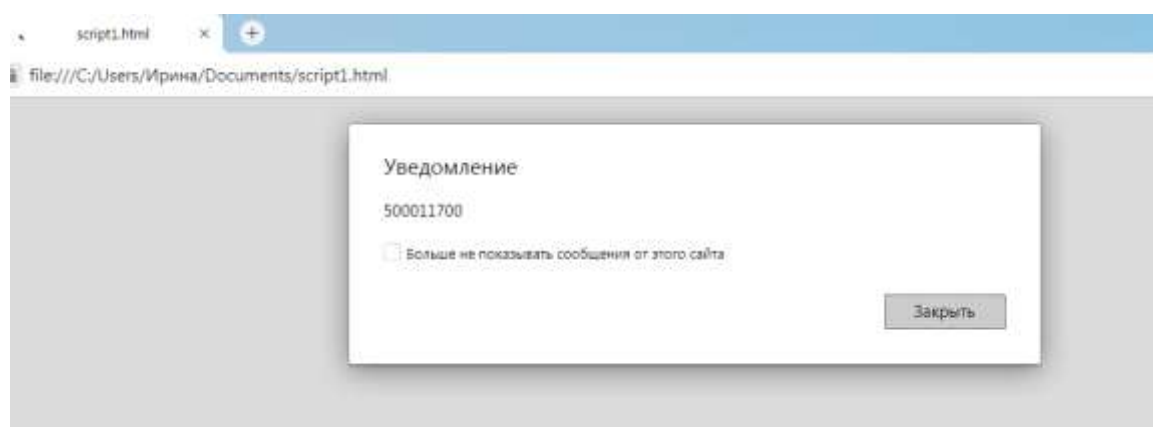 script1.html
file:///C:/Users/Ирина/Documents/script1.html
Уведомление
500011700
Больше не показывать сообщения от этого сайта
Закрыть